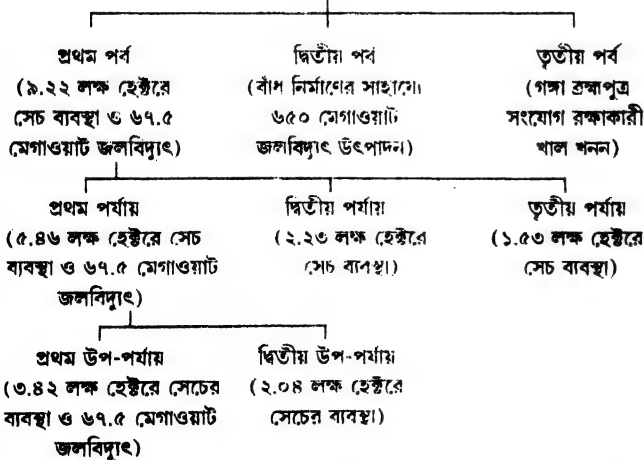 প্রথম পর্ব
(৯.২২ লক্ষ হেক্টরে
সেচ ব্যবস্থা ও ৬৭.৫
মেগাওয়াট জলবিদ্যুৎ)
দ্বিতীয় পর্ব
(বাঁধ নির্মাণের সাহায্যে
৬৫০ মেগাওয়াট
জলবিদ্যুৎ উৎপাদন)
তৃতীয় পর্ব
(গঙ্গা ব্রহ্মপুত্র
সংযোগ রক্ষাকারী
খাল খনন)
প্রথম পর্যায়
(৫.৪৬ লক্ষ হেক্টরে সেচ
ব্যবস্থা ও ৬৭.৫ মেগাওয়াট
জলবিদ্যুৎ)
দ্বিতীয় পর্যায়
(২.২৩ লক্ষ হেক্টরে
সেচ ব্যবস্থা)
তৃতীয় পর্যায়
(১.৫৩ লক্ষ হেক্টরে
সেচ ব্যবস্থা)
প্রথম উপ-পর্যায়
(৩.৪২ লক্ষ হেক্টরে সেচের
ব্যবস্থা ও ৬৭.৫ মেগাওয়াট
জলবিদ্যুৎ)
দ্বিতীয় উপ-পর্যায়
(২.০৪ লক্ষ হেক্টরে
সেচের ব্যবস্থা)